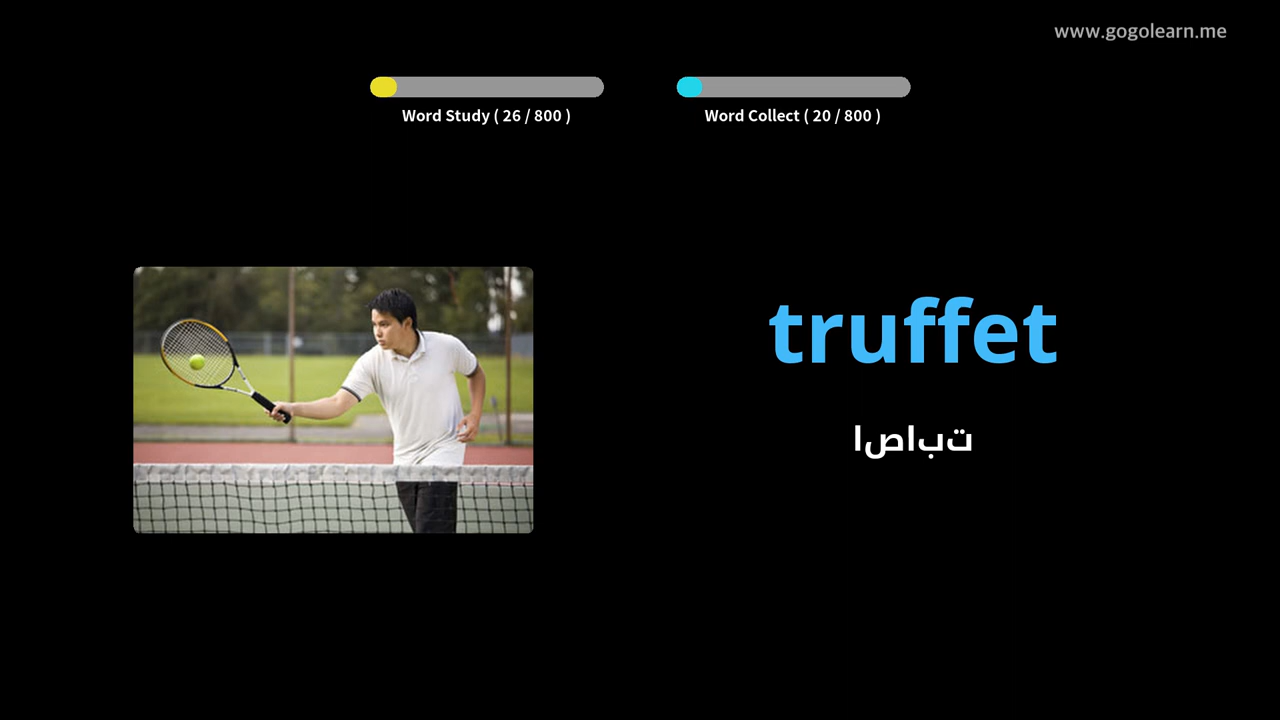 www.gogolearn.me
Word Study ( 26 / 800 )
Word Collect ( 20 / 800 )
truffet
تباصا